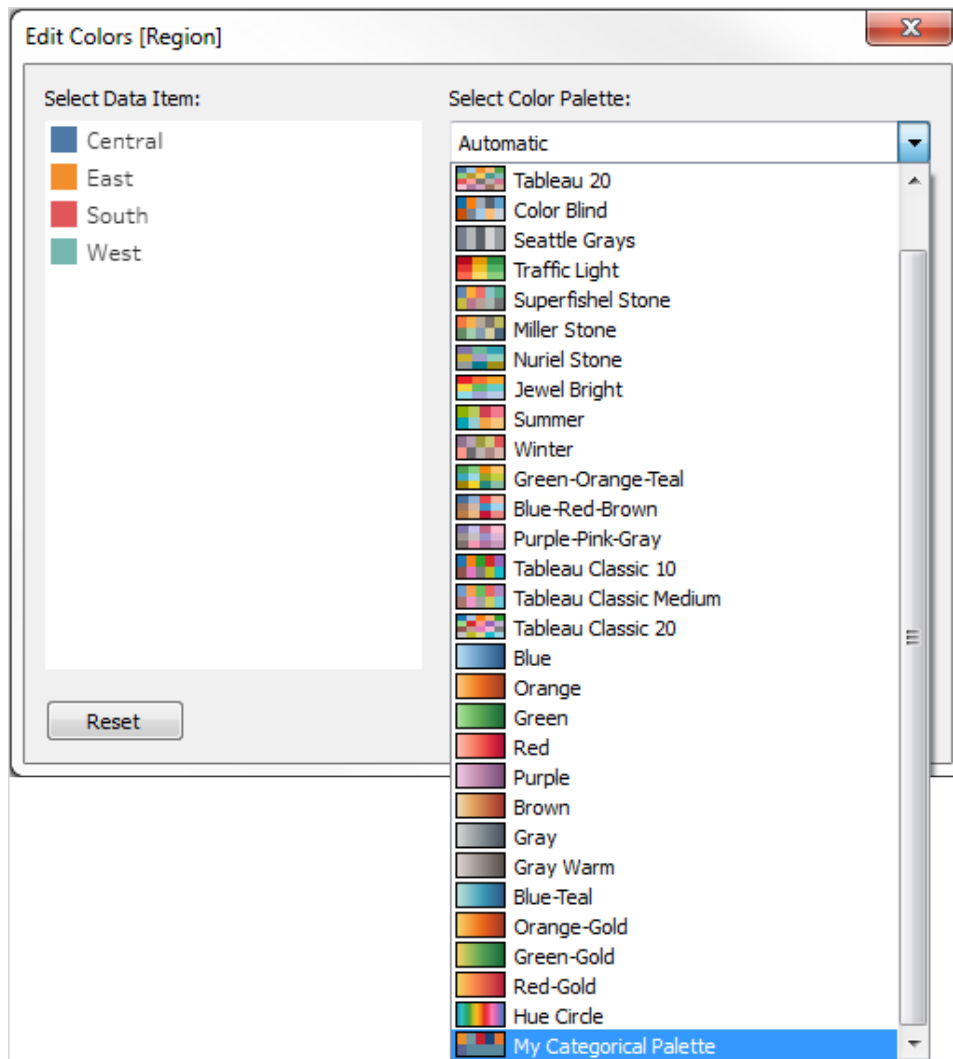 Edit Colors [Region]
Select Data Item:
Central
East
South
West
Reset
Select Color Palette:
Automatic
Tableau 20
Color Blind
Seattle Grays
Traffic Light
Superfishel Stone
Miller Stone
Nuriel Stone
Jewel Bright
Summer
Winter
Green-Orange-Teal
Blue-Red-Brown
Purple-Pink-Gray
Tableau Classic 10
Tableau Classic Medium
Tableau Classic 20
Blue
Orange
Green
Red
Purple
Brown
Gray
Gray Warm
Blue-Teal
Orange-Gold
Green-Gold
Red-Gold
Hue Circle
My Categorical Palette